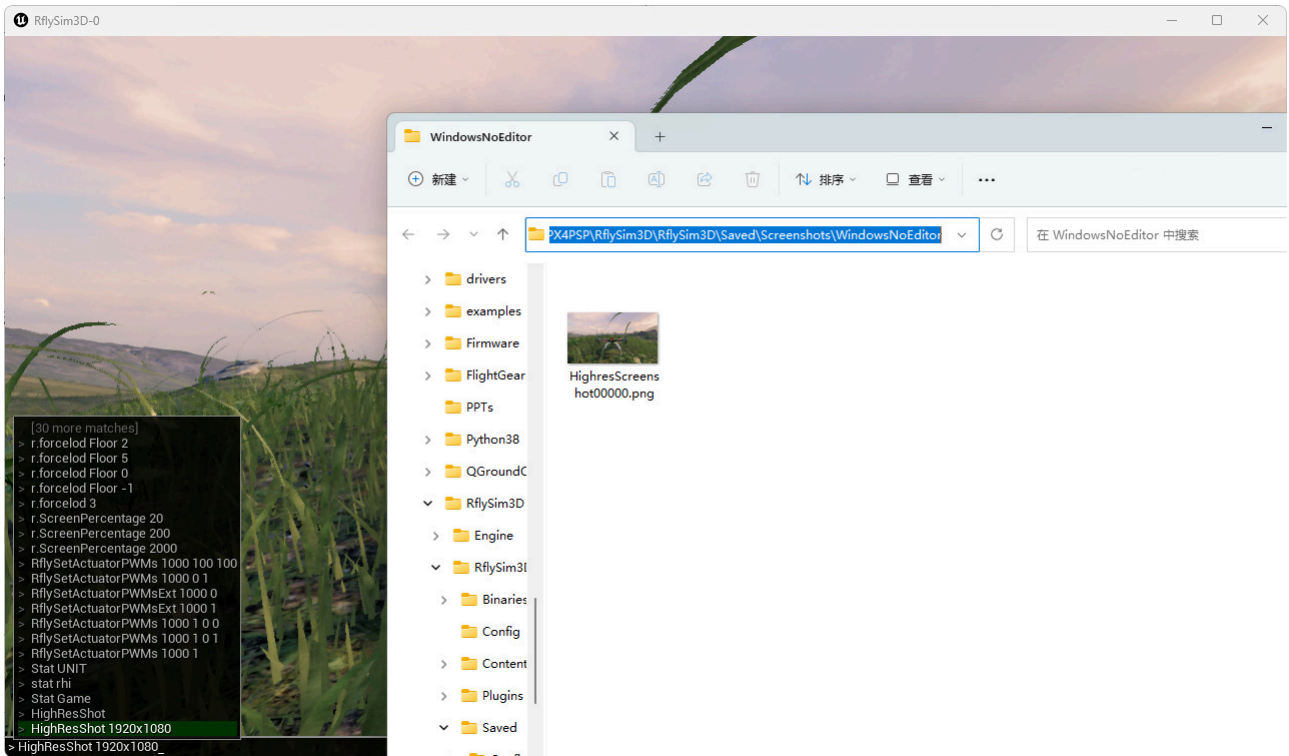 RflySim3D-0
WindowsNoEditor
新建
排序
查看
PX4PSP\RflySim3D\RflySim3D\Saved\Screenshots\WindowsNoEditor
在 WindowsNoEditor 中搜索
drivers
examples
Firmware
FlightGear
PPTs
Python38
QGroundC
RflySim3D
Engine
RflySim3D
Binaries
Config
Content
Plugins
Saved
HighresScreens
hot00000.png
[30 more matches]
> r.forcelod Floor 2
> r.forcelod Floor 5
> r.forcelod Floor 0
> r.forcelod Floor -1
> r.forcelod 3
> r.ScreenPercentage 20
> r.ScreenPercentage 200
> r.ScreenPercentage 2000
> RflySetActuatorPWMs 1000 100 100
> RflySetActuatorPWMs 1000 0 1
> RflySetActuatorPWMsExt 1000 0
> RflySetActuatorPWMsExt 1000 1
> RflySetActuatorPWMs 1000 1 0 0
> RflySetActuatorPWMs 1000 1 0 1
> RflySetActuatorPWMs 1000 1
> Stat UNIT
> stat rhi
> Stat Game
> HighResShot
> HighResShot 1920x1080
> HighResShot 1920x1080_